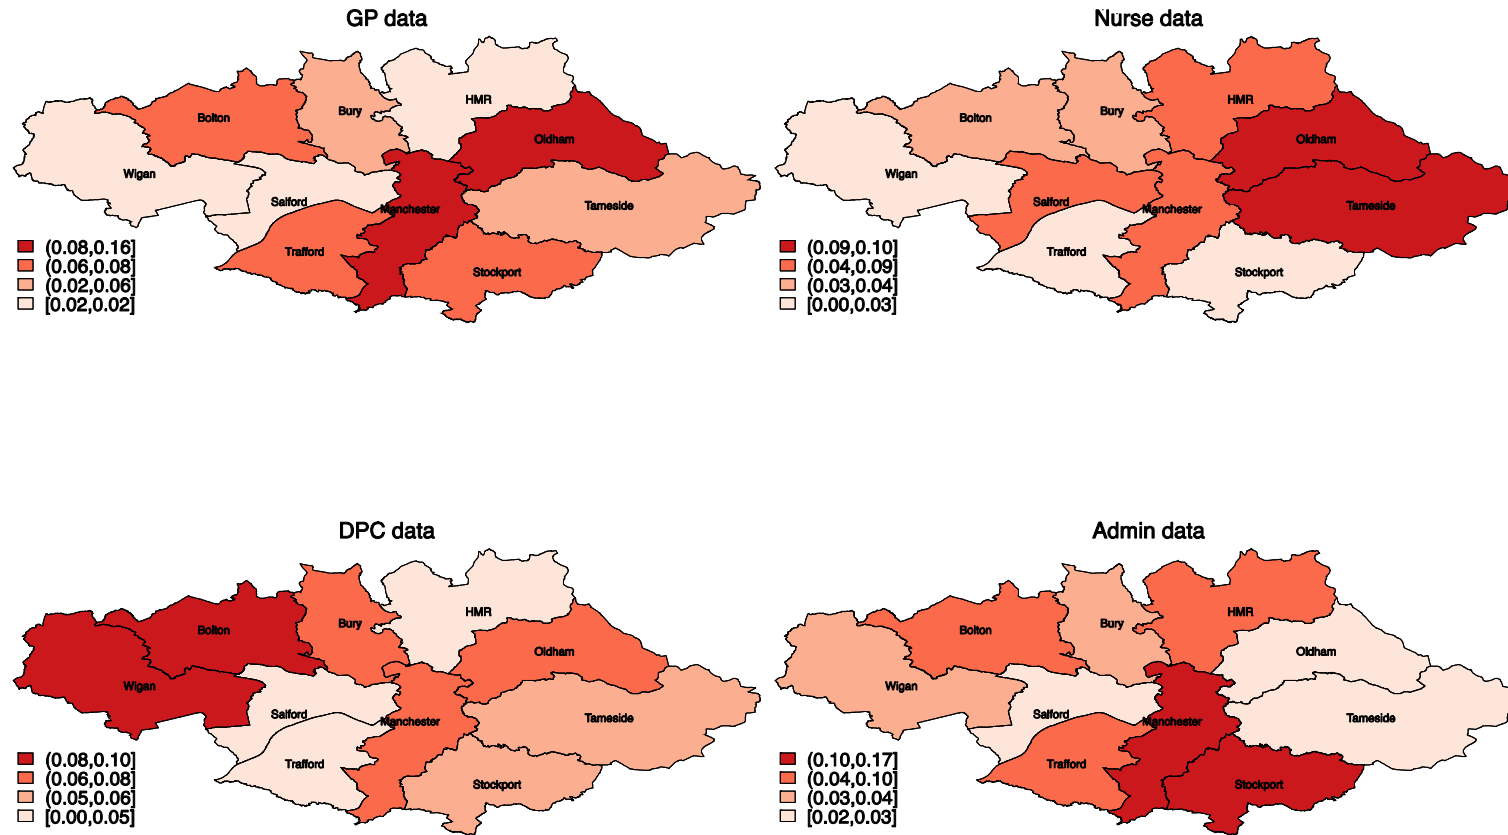 GP data
HMR
Bury
Bolton
Oldham
Wigan
Salford
Manchester
Tameside
Trafford
Stockport
(0.08,0.16]
(0.06,0.08]
(0.02,0.06]
[0.02,0.02]
Nurse data
HMR
Bury
Bolton
Oldham
Wigan
Salford
Manchester
Tameside
Trafford
Stockport
(0.09,0.10]
(0.04,0.09]
(0.03,0.04]
[0.00,0.03]
DPC data
HMR
Bury
Bolton
Oldham
Wigan
Salford
Manchester
Tameside
Trafford
Stockport
(0.08,0.10]
(0.06,0.08]
(0.05,0.06]
[0.00,0.05]
Admin data
HMR
Bury
Bolton
Oldham
Wigan
Salford
Manchester
Tameside
Trafford
Stockport
(0.10,0.17]
(0.04,0.10]
(0.03,0.04]
[0.02,0.03]